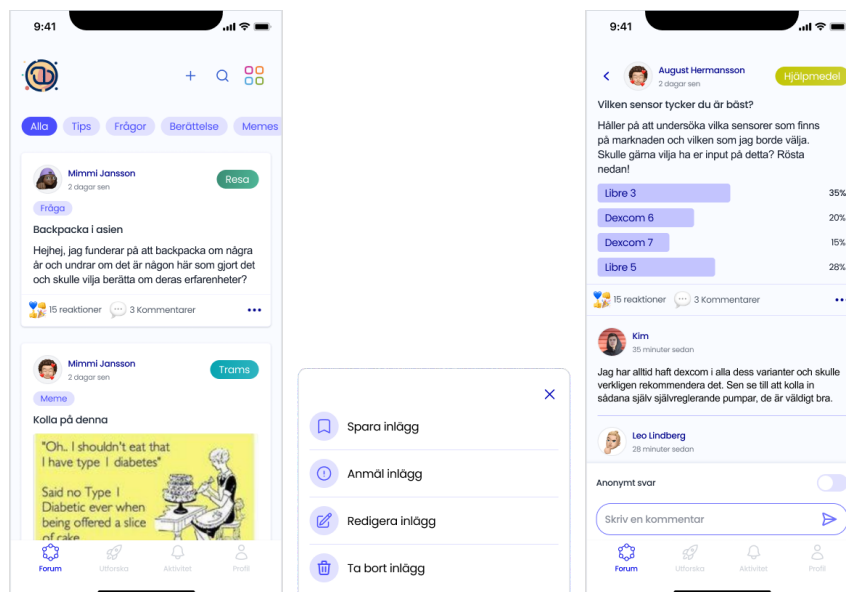 9:41
Alla
Tips
Frågor
Berättelse
Memes
Mimmi Jansson
2 dagar sen
Resa
Fråga
Backpacka i asien
Hejhej, jag funderar på att backpacka om några
år och undrar om det är någon här som gjort det
och skulle vilja berätta om deras erfarenheter?
15 reaktioner
3 Kommentarer
Mimmi Jansson
2 dagar sen
Trams
Meme
Kolla på denna
"Oh.. I shouldn't eat that
I have type 1 diabetes"
Said no Type 1
Diabetic ever when
being offered a slice
of cake
Forum
Utforska
Aktiviter
Profil
Spara inlägg
Anmäl inlägg
Redigera inlägg
Ta bort inlägg
9:41
August Hermansson
2 dagar sen
Hjälpmedel
Vilken sensor tycker du är bäst?
Håller på att undersöka vilka sensorer som finns
på marknaden och vilken som jag borde välja.
Skulle gärna vilja ha er input på detta? Rösta
nedan!
Libre 3 35%
Dexcom 6 20%
Dexcom 7 15%
Libre 5 28%
15 reaktioner
3 Kommentarer
Kim
35 minuter sedan
Jag har alltid haft dexcom i alla dess varianter och skulle
verkligen rekommendera det. Sen se till att kolla in
sådana själv självreglerande pumpar, de är väldigt bra.
Leo Lindberg
28 minuter sedan
Anonymt svar
Skriv en kommentar
Forum
Utforska
Aktiviter
Profil